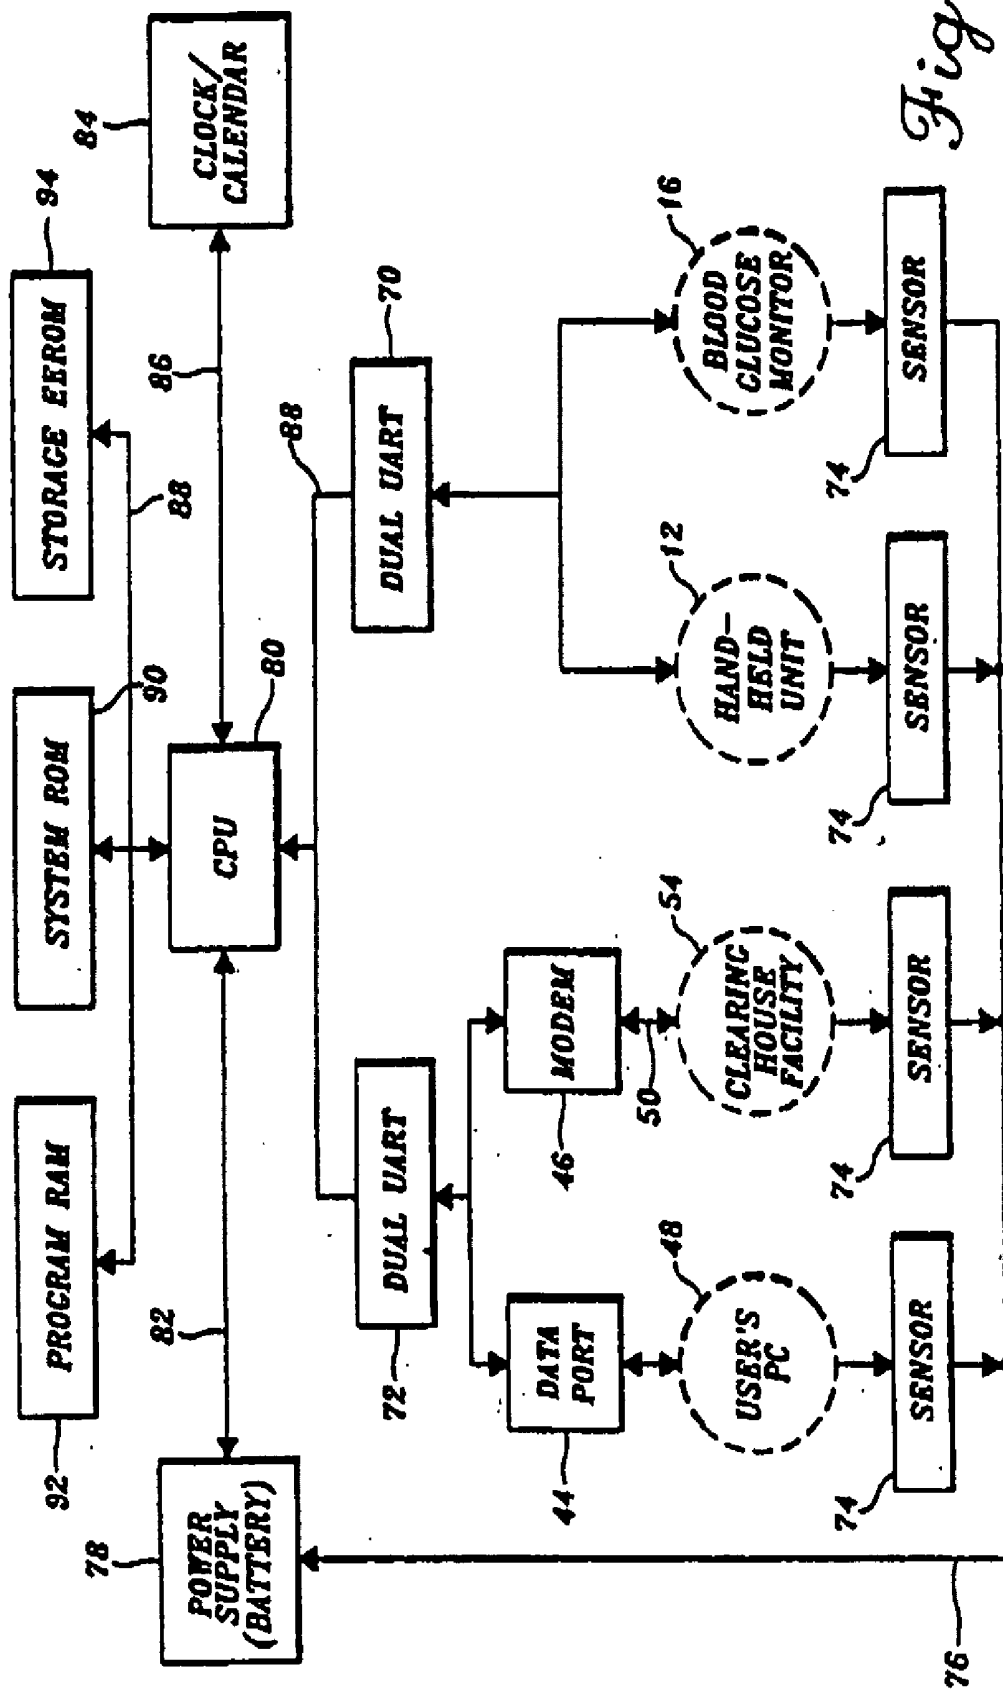 92
PROGRAM RAM
SYSTEM ROM
90
STORAGE EEROM
94
88
78
POWER
SUPPLY
(BATTERY)
82
CPU
80
86
84
CLOCK/
CALENDAR
88
72
DUAL UART
DUAL UART
70
44
DATA
PORT
46
MODEM
50
USER'S
PC
48
CLEARING
HOUSE
FACILITY
54
HAND-
HELD
UNIT
12
BLOOD
GLUCOSE
MONITOR
16
74
SENSOR
74
SENSOR
74
SENSOR
74
SENSOR
76
Fig